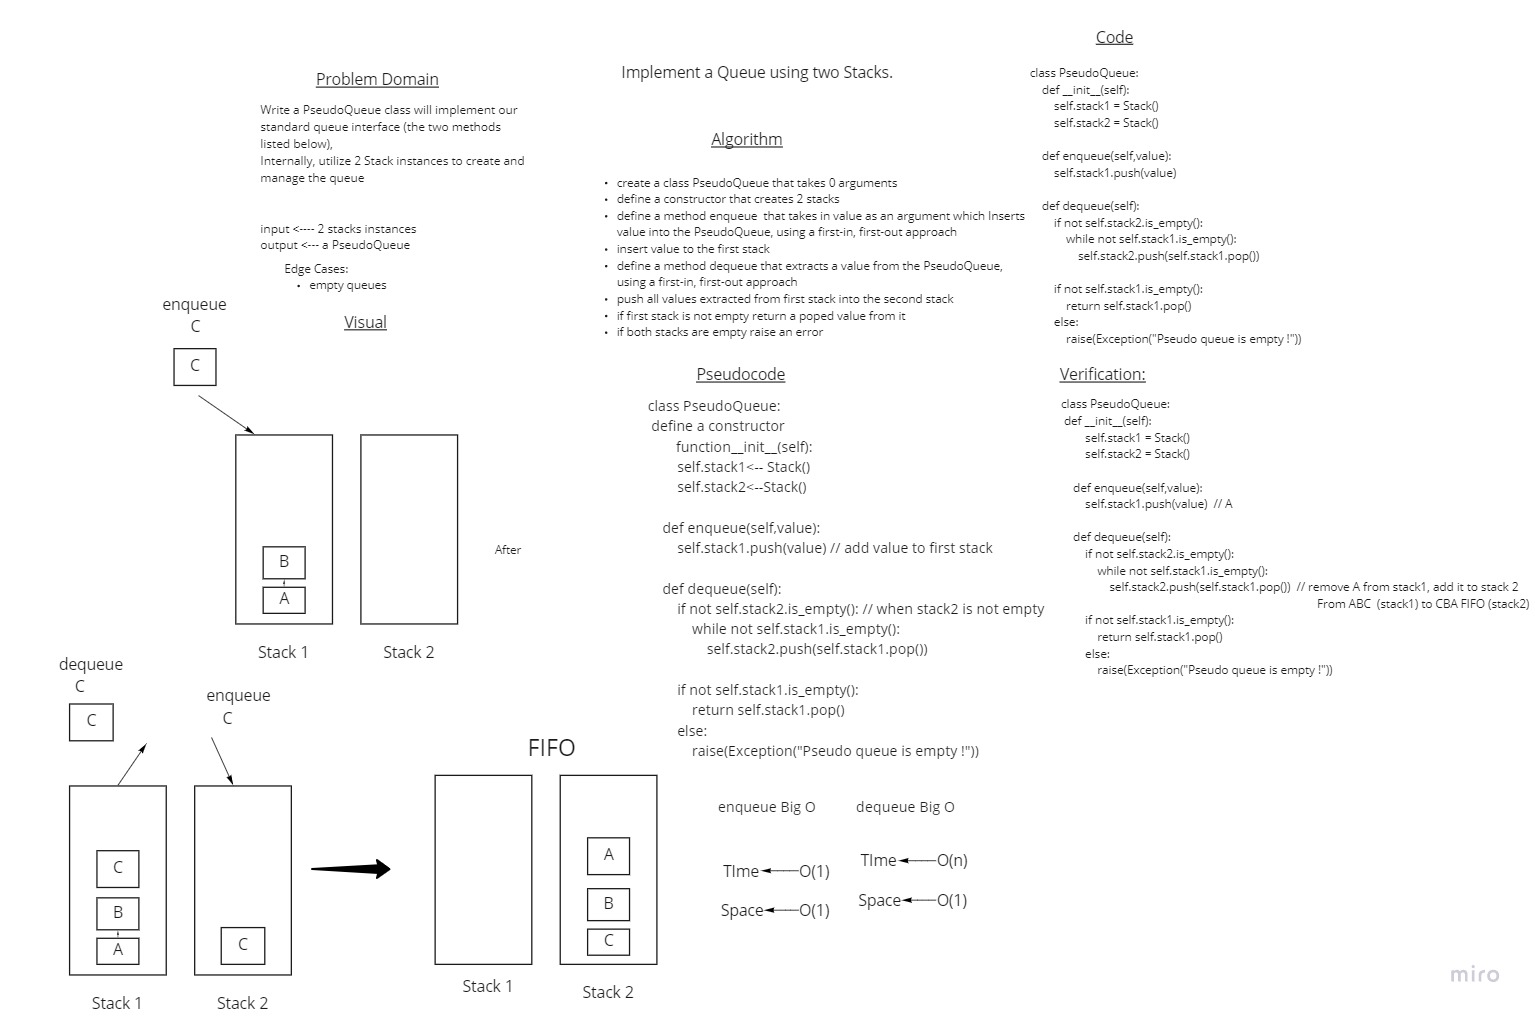 Problem Domain
Write a PseudoQueue class will implement our
standard queue interface (the two methods
listed below),
Internally, utilize 2 Stack instances to create and
manage the queue
input <---- 2 stacks instances
output <--- a PseudoQueue
Edge Cases:
• empty queues
Visual
enqueue
C
C
B
A
Stack 1
Stack 2
After
dequeue
C
C
enqueue
C
C
B
A
C
Stack 1
Stack 2
FIFO
A
B
C
Stack 1
Stack 2
Implement a Queue using two Stacks.
Algorithm
• create a class PseudoQueue that takes 0 arguments
• define a constructor that creates 2 stacks
• define a method enqueue that takes in value as an argument which Inserts
value into the PseudoQueue, using a first-in, first-out approach
• insert value to the first stack
• define a method dequeue that extracts a value from the PseudoQueue,
using a first-in, first-out approach
• push all values extracted from first stack into the second stack
• if first stack is not empty return a poped value from it
• if both stacks are empty raise an error
Pseudocode
class PseudoQueue:
define a constructor
function__init__(self):
self.stack1<-- Stack()
self.stack2<--Stack()
def enqueue(self,value):
self.stack1.push(value) // add value to first stack
def dequeue(self):
if not self.stack2.is_empty(): // when stack2 is not empty
while not self.stack1.is_empty():
self.stack2.push(self.stack1.pop())
if not self.stack1.is_empty():
return self.stack1.pop()
else:
raise(Exception("Pseudo queue is empty !"))
enqueue Big O
TIme O(1)
Space O(1)
dequeue Big O
TIme O(n)
Space O(1)
Code
class PseudoQueue:
def __init__(self):
self.stack1 = Stack()
self.stack2 = Stack()
def enqueue(self,value):
self.stack1.push(value)
def dequeue(self):
if not self.stack2.is_empty():
while not self.stack1.is_empty():
self.stack2.push(self.stack1.pop())
if not self.stack1.is_empty():
return self.stack1.pop()
else:
raise(Exception("Pseudo queue is empty !"))
Verification:
class PseudoQueue:
def __init__(self):
self.stack1 = Stack()
self.stack2 = Stack()
def enqueue(self,value):
self.stack1.push(value) // A
def dequeue(self):
if not self.stack2.is_empty():
while not self.stack1.is_empty():
self.stack2.push(self.stack1.pop()) // remove A from stack1, add it to stack 2
From ABC (stack1) to CBA FIFO (stack2)
if not self.stack1.is_empty():
return self.stack1.pop()
else:
raise(Exception("Pseudo queue is empty !"))
miro